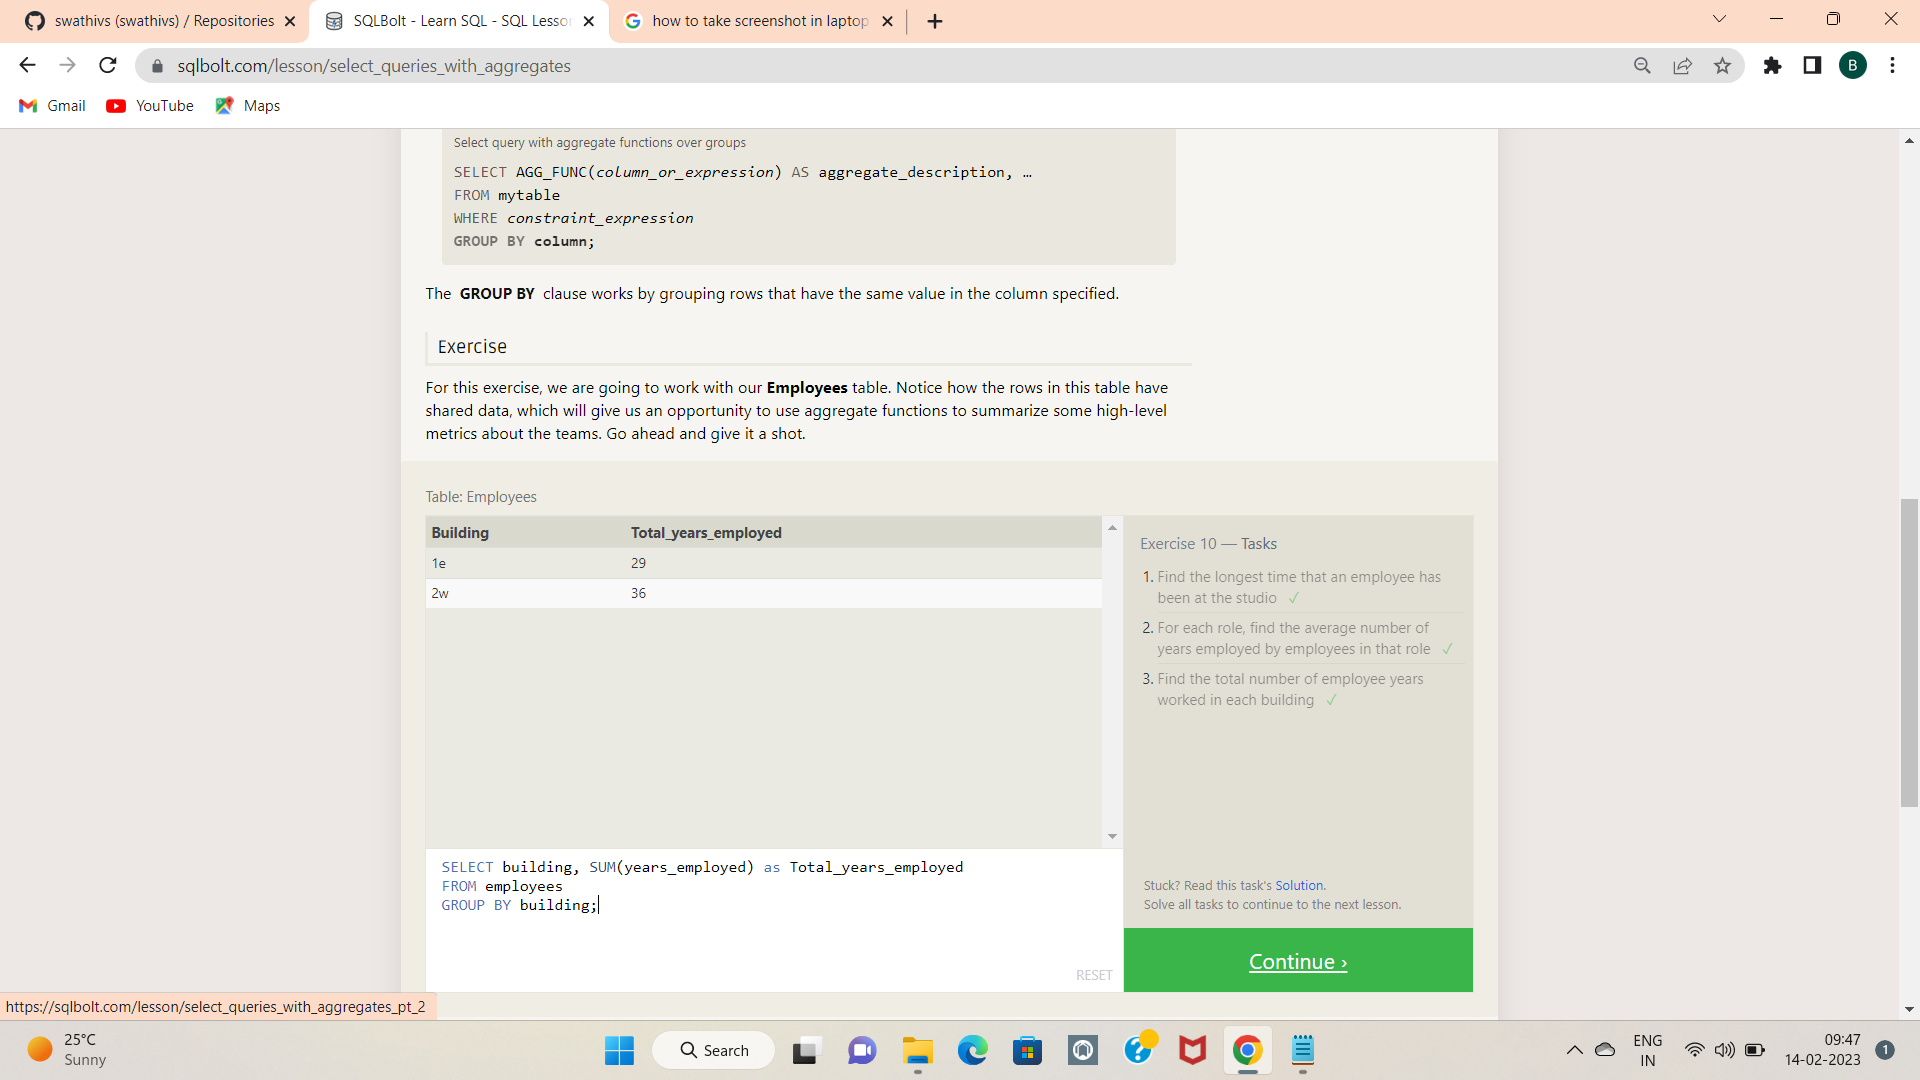 swathivs (swathivs) / Repositories
SQLBolt - Learn SQL - SQL Lesso
how to take screenshot in laptop
sqlbolt.com/lesson/select_queries_with_aggregates
B
Gmail
YouTube
Maps
Select query with aggregate functions over groups
SELECT AGG_FUNC(column_or_expression) AS aggregate_description, …
FROM mytable
WHERE constraint_expression
GROUP BY column;
The GROUP BY clause works by grouping rows that have the same value in the column specified.
Exercise
For this exercise, we are going to work with our Employees table. Notice how the rows in this table have
shared data, which will give us an opportunity to use aggregate functions to summarize some high-level
metrics about the teams. Go ahead and give it a shot.
Table: Employees
Building Total_years_employed
1e 29
2w 36
SELECT building, SUM(years_employed) as Total_years_employed
FROM employees
GROUP BY building;
RESET
Exercise 10 — Tasks
1. Find the longest time that an employee has
been at the studio ✓
2. For each role, find the average number of
years employed by employees in that role ✓
3. Find the total number of employee years
worked in each building ✓
Stuck? Read this task's Solution.
Solve all tasks to continue to the next lesson.
Continue ›
https://sqlbolt.com/lesson/select_queries_with_aggregates_pt_2
25°C
Sunny
Search
ENG
IN
09:47
14-02-2023
1